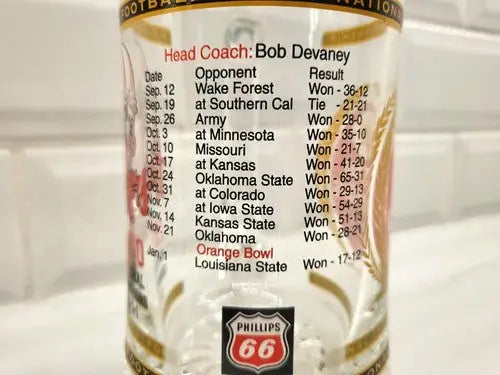 FOOTBAL NATIONAL
Head Coach: Bob Devaney
Date Opponent Result
Sep. 12 Wake Forest Won - 36-12
Sep. 19 at Southern Cal Tie - 21-21
Sep. 26 Army Won - 28-0
Oct. 3 at Minnesota Won - 35-10
Oct. 10 Missouri Won - 21-7
Oct. 17 at Kansas Won - 41-20
Oct. 24 Oklahoma State Won - 65-31
Oct. 31 at Colorado Won - 29-13
Nov. 7 at Iowa State Won - 54-29
Nov. 14 Kansas State Won - 51-13
Nov. 21 Oklahoma Won - 28-21
Orange Bowl
Jan. 1 Louisiana State Won - 17-12
PHILLIPS
66